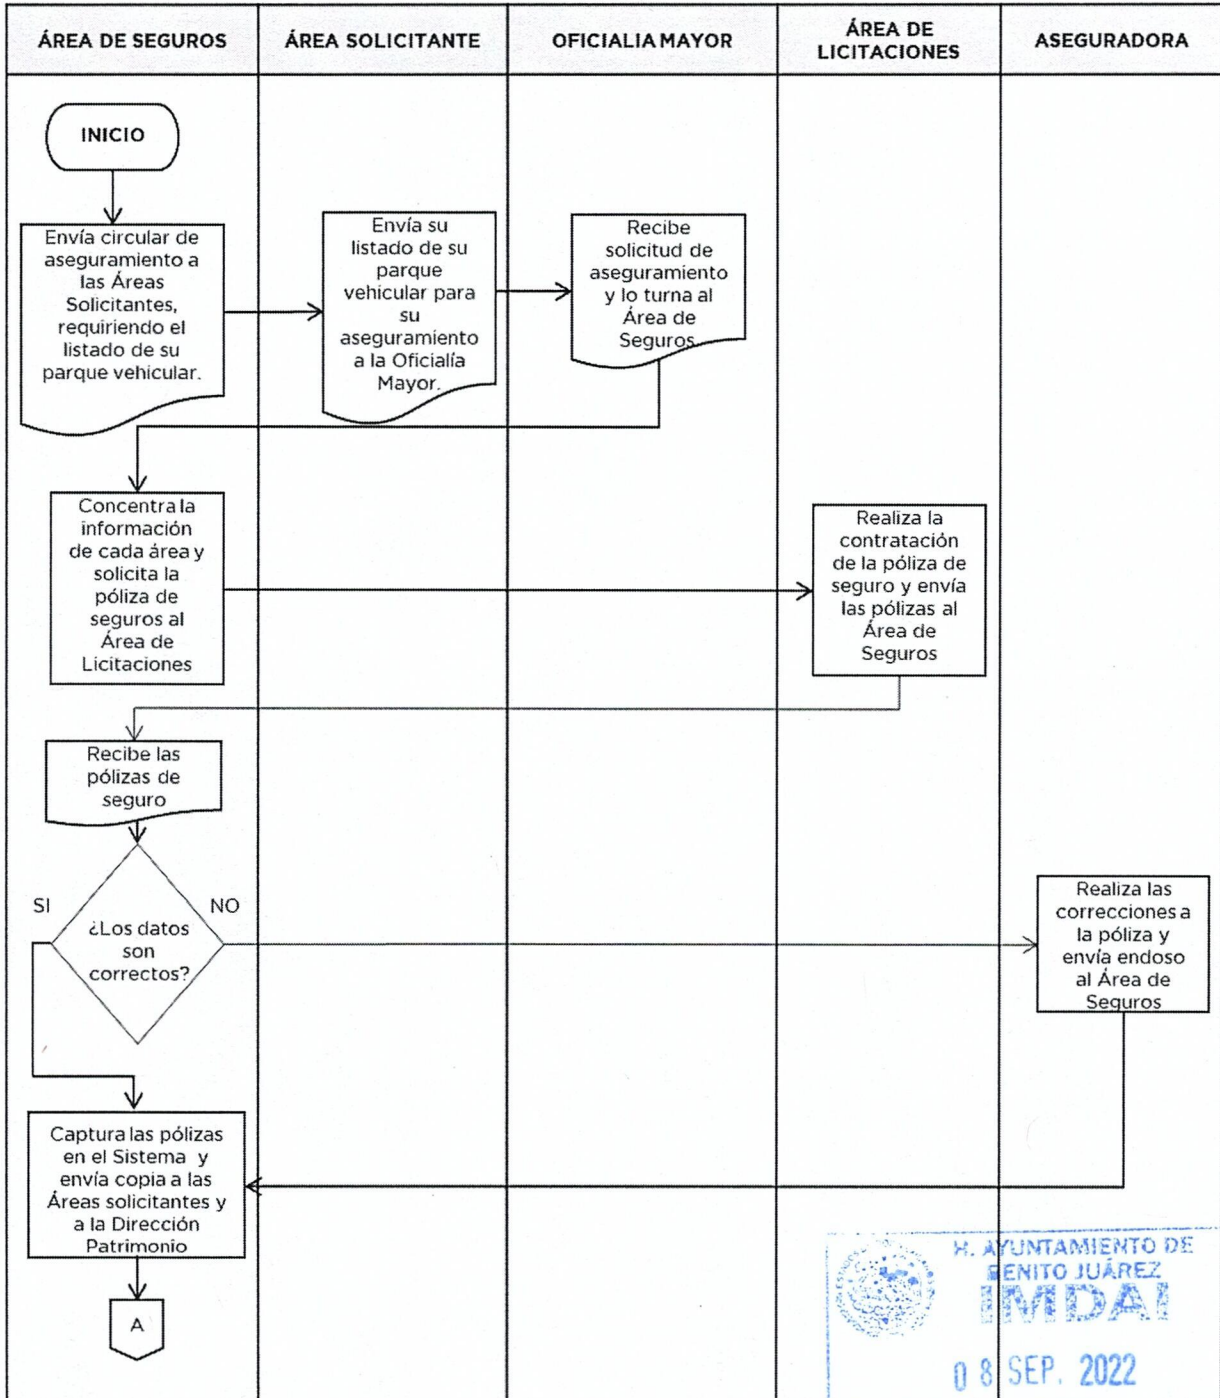 ÁREA DE SEGUROS
ÁREA SOLICITANTE
OFICIALIA MAYOR
ÁREA DE
LICITACIONES
ASEGURADORA
INICIO
Envía circular de
aseguramiento a
las Áreas
Solicitantes,
requiriendo el
listado de su
parque vehicular.
Envía su
listado de su
parque
vehicular para
su
aseguramiento
a la Oficialía
Mayor.
Recibe
solicitud de
aseguramiento
y lo turna al
Área de
Seguros.
Concentra la
información
de cada área y
solicita la
póliza de
seguros al
Área de
Licitaciones
Realiza la
contratación
de la póliza de
seguro y envía
las pólizas al
Área de
Seguros
Recibe las
pólizas de
seguro
SI
NO
¿Los datos
son
correctos?
Realiza las
correcciones a
la póliza y
envía endoso
al Área de
Seguros
Captura las pólizas
en el Sistema y
envía copia a las
Áreas solicitantes y
a la Dirección
Patrimonio
A
H. AYUNTAMIENTO DE
BENITO JUÁREZ
IMDAI
08 SEP. 2022